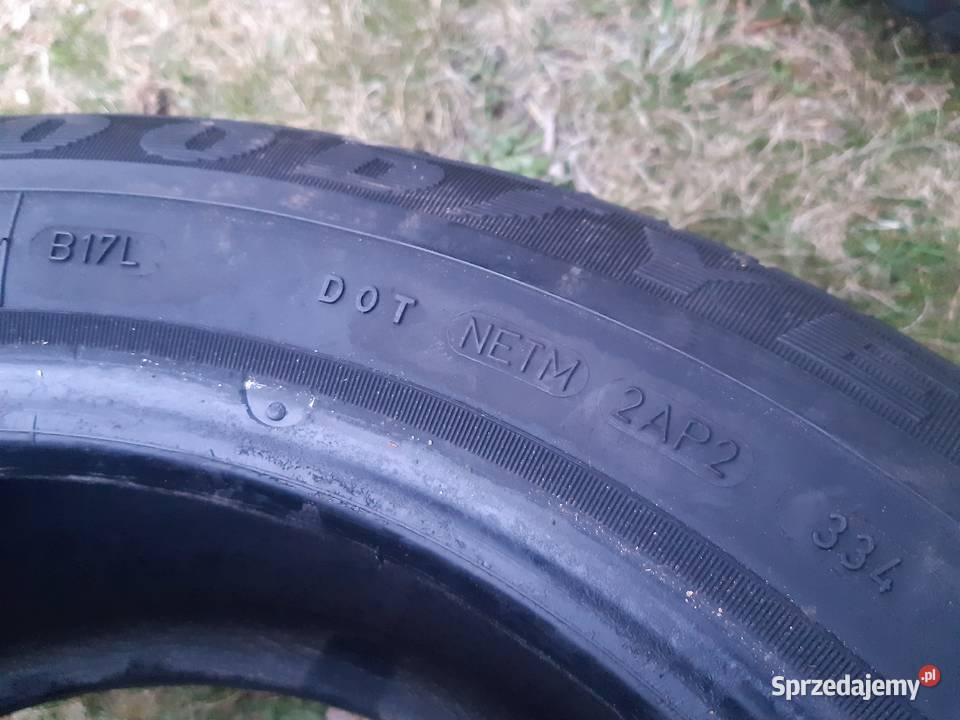 B17L
DOT NETM 2AP2 334
Sprzedajemy.pl